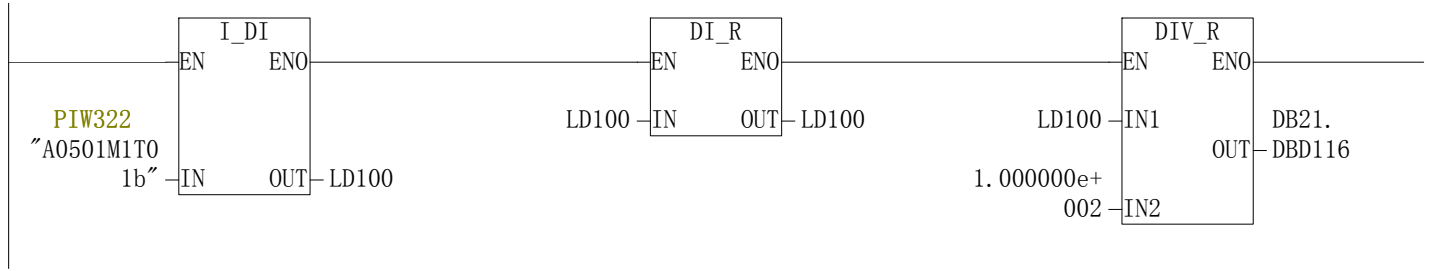 I_DI
EN ENO
PIW322
"A0501M1T0
1b" IN OUT LD100
DI_R
EN ENO
LD100 IN OUT LD100
DIV_R
EN ENO
LD100 IN1 DB21.
OUT DBD116
1.000000e+
002 IN2